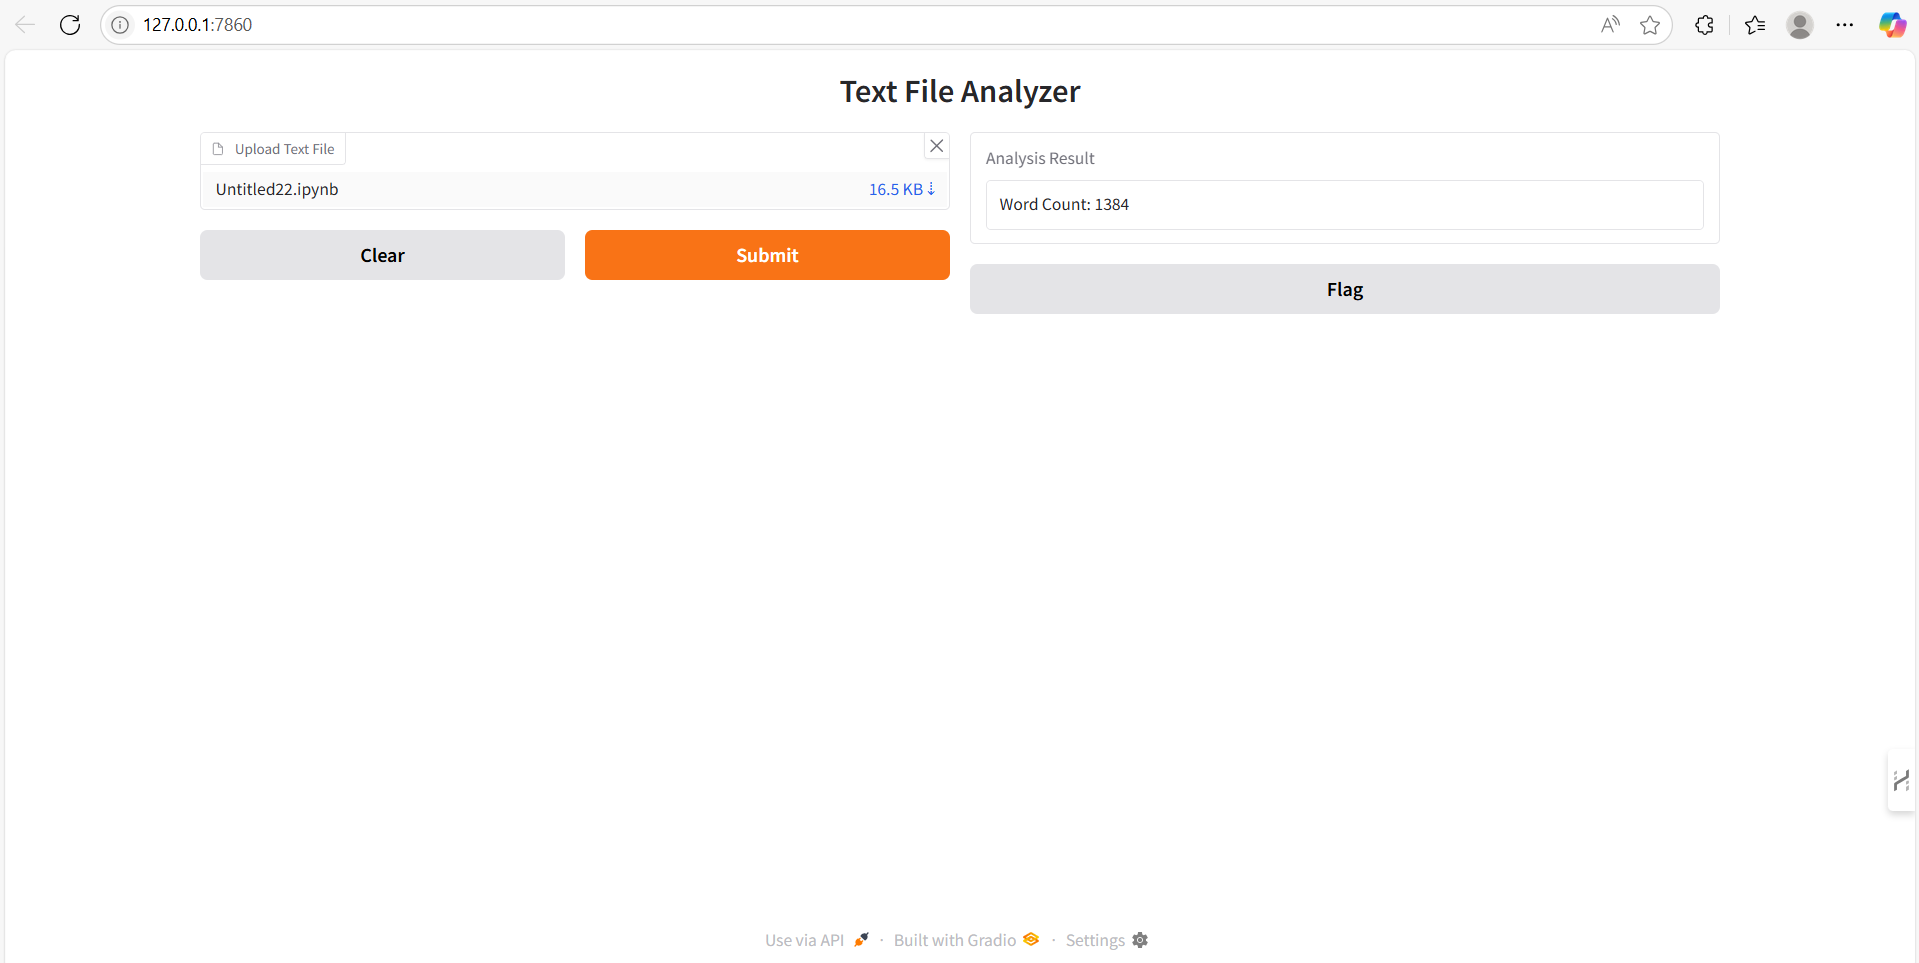 127.0.0.1:7860
Text File Analyzer
Upload Text File
Untitled22.ipynb
16.5 KB ⇣
Clear
Submit
Analysis Result
Word Count: 1384
Flag
Use via API · Built with Gradio · Settings